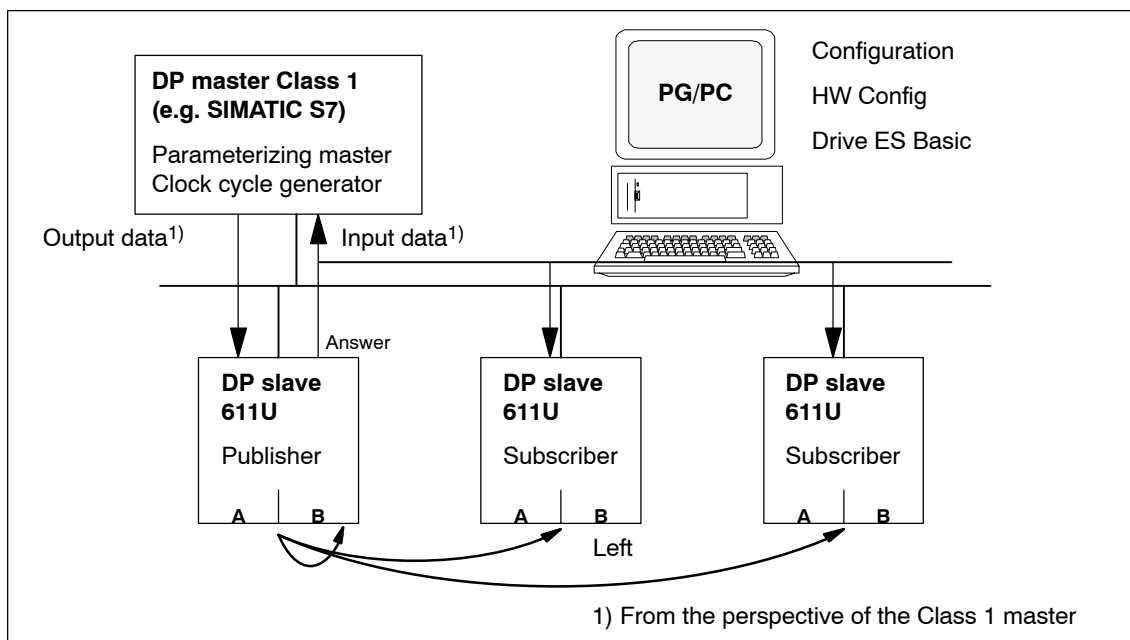 DP master Class 1
(e.g. SIMATIC S7)
Parameterizing master
Clock cycle generator
PG/PC
Configuration
HW Config
Drive ES Basic
Output data1)
Input data1)
Answer
DP slave
611U
Publisher
A B
DP slave
611U
Subscriber
A B
DP slave
611U
Subscriber
A B
Left
1) From the perspective of the Class 1 master